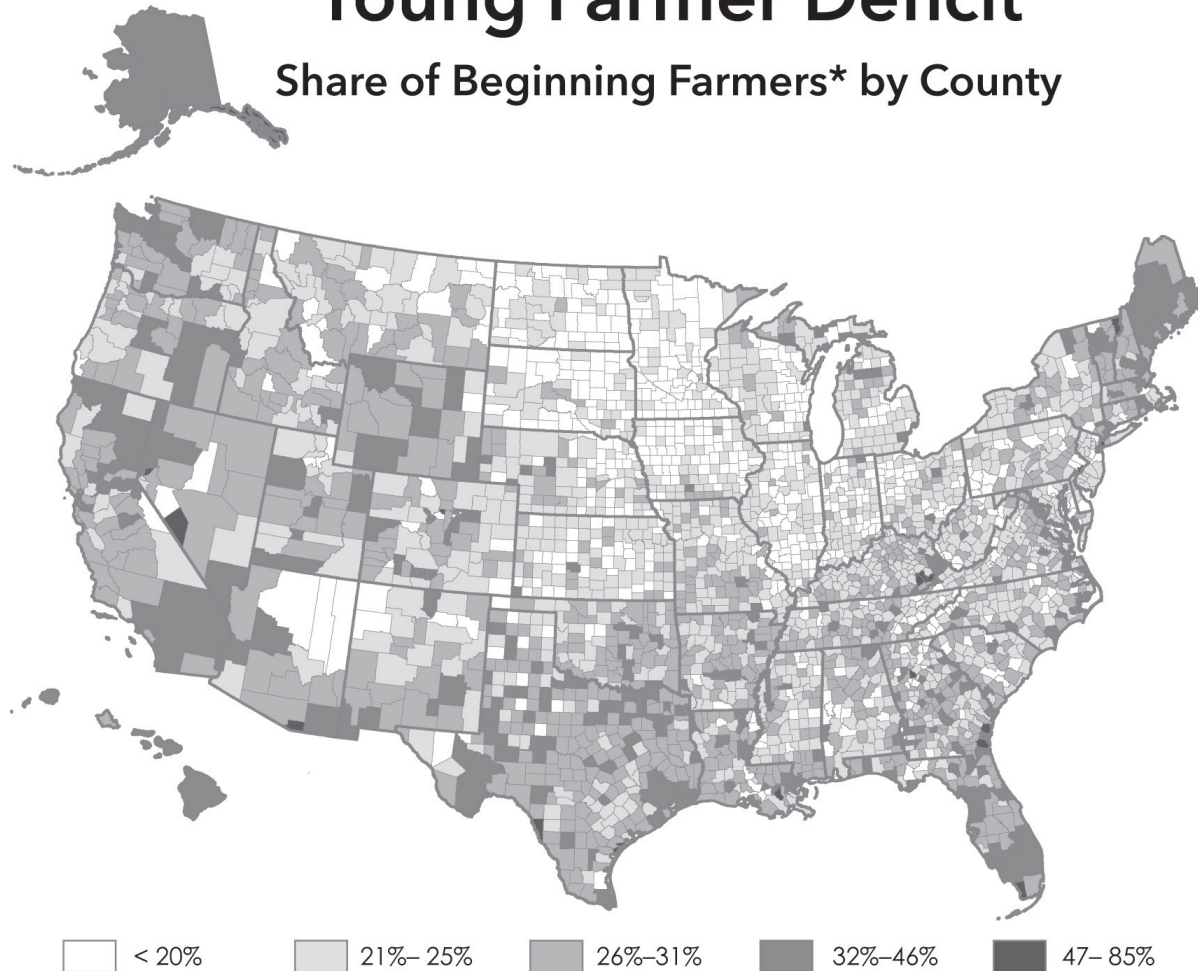 Young Farmer Deficit
Share of Beginning Farmers* by County
< 20%
21%– 25%
26%–31%
32%–46%
47– 85%